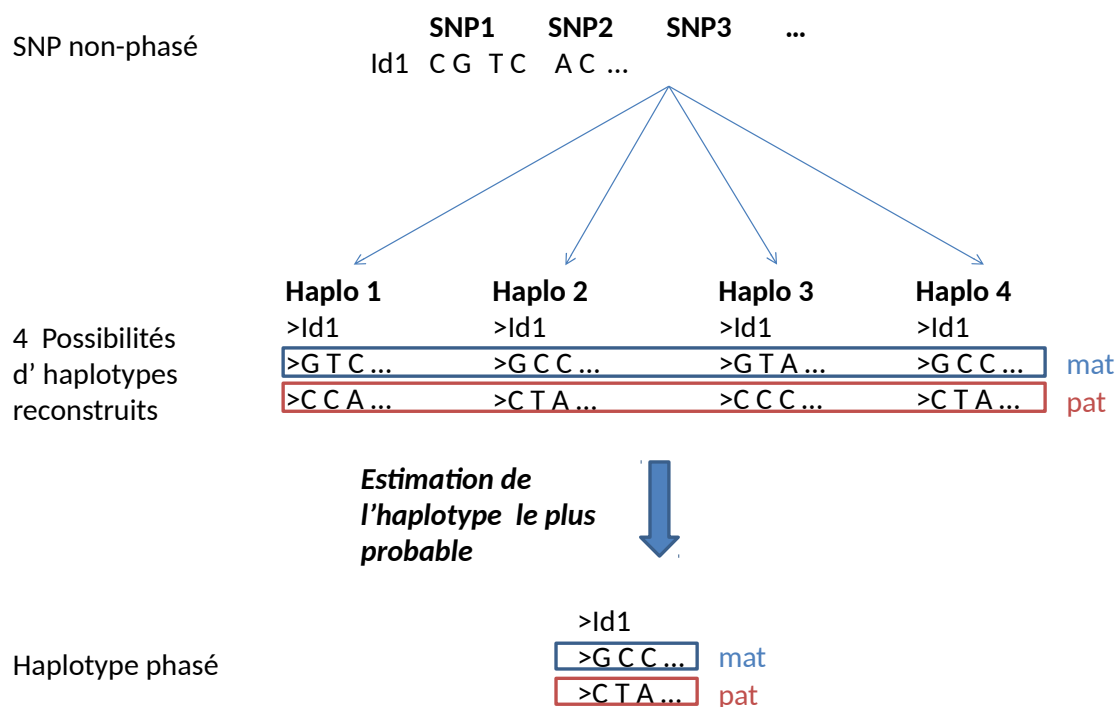 SNP1 SNP2 SNP3 ...
SNP non-phasé
Id1 C G T C A C ...
Haplo 1 Haplo 2 Haplo 3 Haplo 4
>Id1 >Id1 >Id1 >Id1
4 Possibilités
d' haplotypes
reconstruits
>G T C ... >G C C ... >G T A ... >G C C ... mat
>C C A ... >C T A ... >C C C ... >C T A ... pat
Estimation de
l'haplotype le plus
probable
>Id1
Haplotype phasé
>G C C ... mat
>C T A ... pat